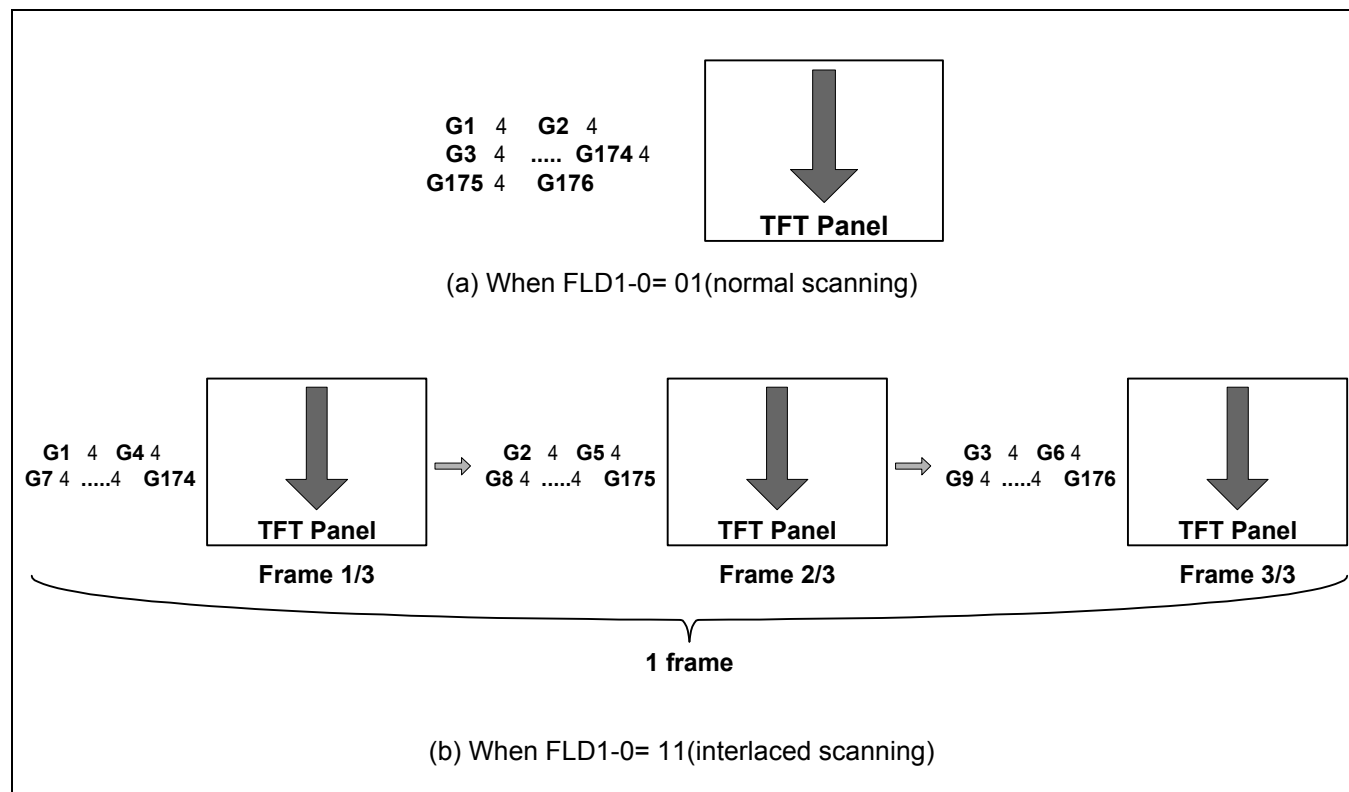 G1 4 G2 4
G3 4 ..... G174 4
G175 4 G176
TFT Panel
(a) When FLD1-0= 01(normal scanning)
G1 4 G4 4
G7 4 .....4 G174
TFT Panel
Frame 1/3
G2 4 G5 4
G8 4 .....4 G175
TFT Panel
Frame 2/3
G3 4 G6 4
G9 4 .....4 G176
TFT Panel
Frame 3/3
1 frame
(b) When FLD1-0= 11(interlaced scanning)